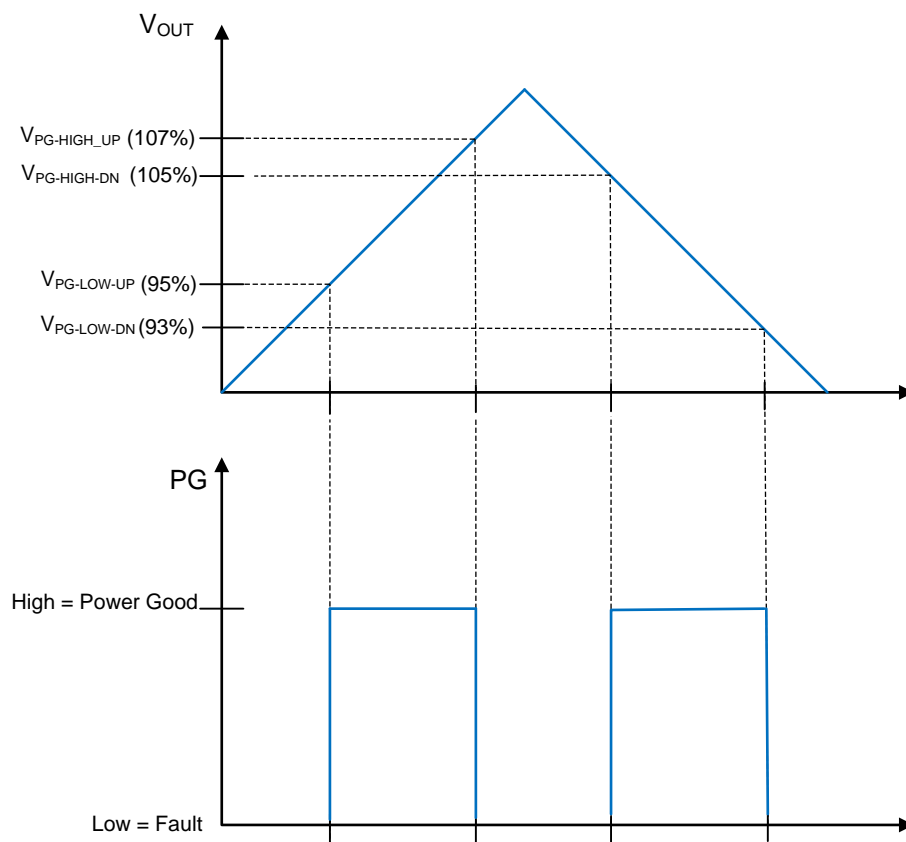 VOUT
VPG-HIGH_UP (107%)
VPG-HIGH-DN (105%)
VPG-LOW-UP (95%)
VPG-LOW-DN (93%)
PG
High = Power Good
Low = Fault